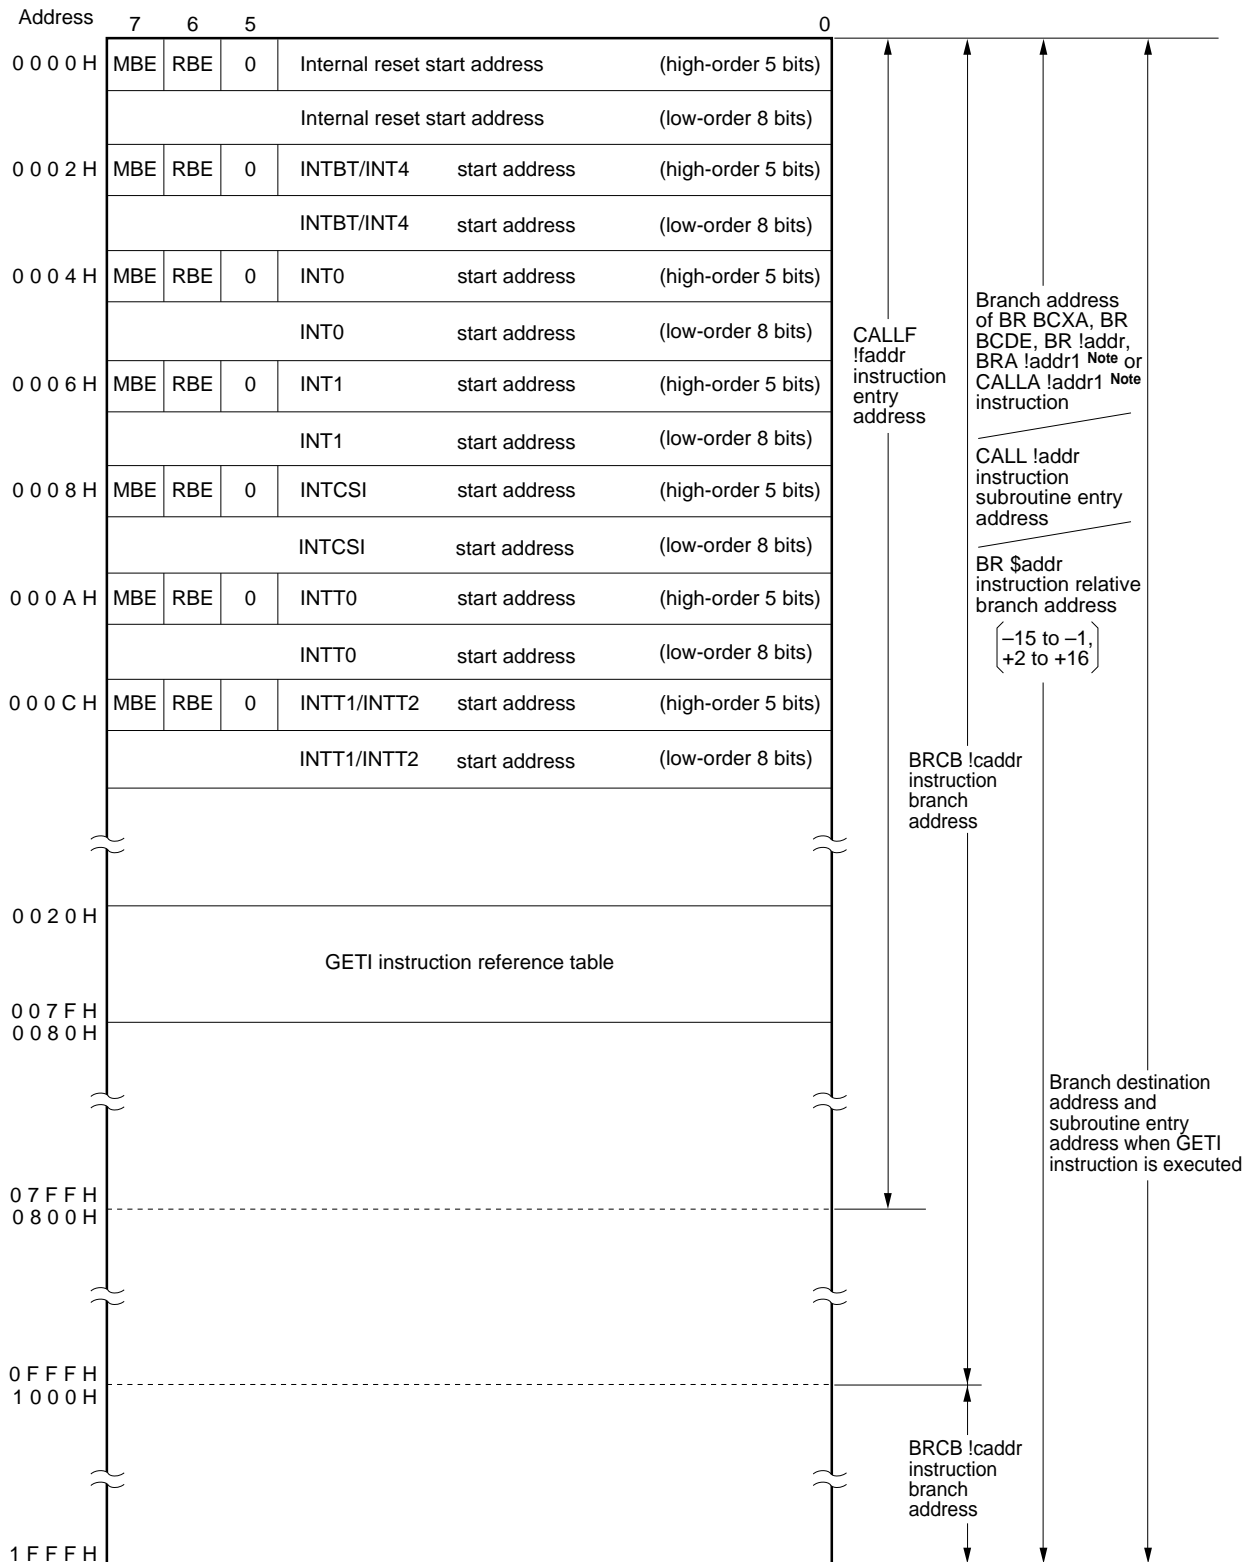 Address 7 6 5 0
0000H MBE RBE 0 Internal reset start address (high-order 5 bits)
Internal reset start address (low-order 8 bits)
0002H MBE RBE 0 INTBT/INT4 start address (high-order 5 bits)
INTBT/INT4 start address (low-order 8 bits)
0004H MBE RBE 0 INT0 start address (high-order 5 bits)
INT0 start address (low-order 8 bits)
0006H MBE RBE 0 INT1 start address (high-order 5 bits)
INT1 start address (low-order 8 bits)
0008H MBE RBE 0 INTCSI start address (high-order 5 bits)
INTCSI start address (low-order 8 bits)
000AH MBE RBE 0 INTT0 start address (high-order 5 bits)
INTT0 start address (low-order 8 bits)
000CH MBE RBE 0 INTT1/INTT2 start address (high-order 5 bits)
INTT1/INTT2 start address (low-order 8 bits)
0020H
GETI instruction reference table
007FH
0080H
07FFH
0800H
0FFFH
1000H
1FFFH
CALLF
!faddr
instruction
entry
address
BRCB !caddr
instruction
branch
address
BRCB !caddr
instruction
branch
address
Branch address
of BR BCXA, BR
BCDE, BR !addr,
BRA !addr1 Note or
CALLA !addr1 Note
instruction
CALL !addr
instruction
subroutine entry
address
BR $addr
instruction relative
branch address
–15 to –1,
+2 to +16
Branch destination
address and
subroutine entry
address when GETI
instruction is executed